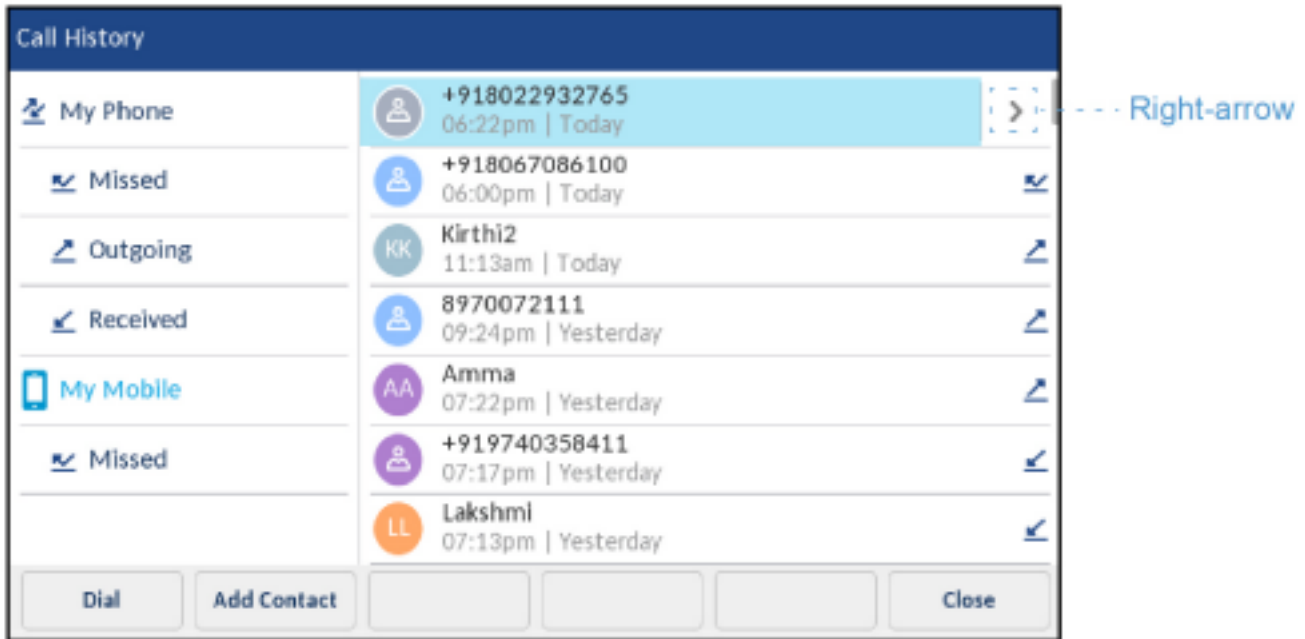 Call History
My Phone
Missed
Outgoing
Received
My Mobile
Missed
+918022932765
06:22pm | Today
+918067086100
06:00pm | Today
KK
Kirthi2
11:13am | Today
8970072111
09:24pm | Yesterday
AA
Amma
07:22pm | Yesterday
+919740358411
07:17pm | Yesterday
LL
Lakshmi
07:13pm | Yesterday
Right-arrow
Dial
Add Contact
Close